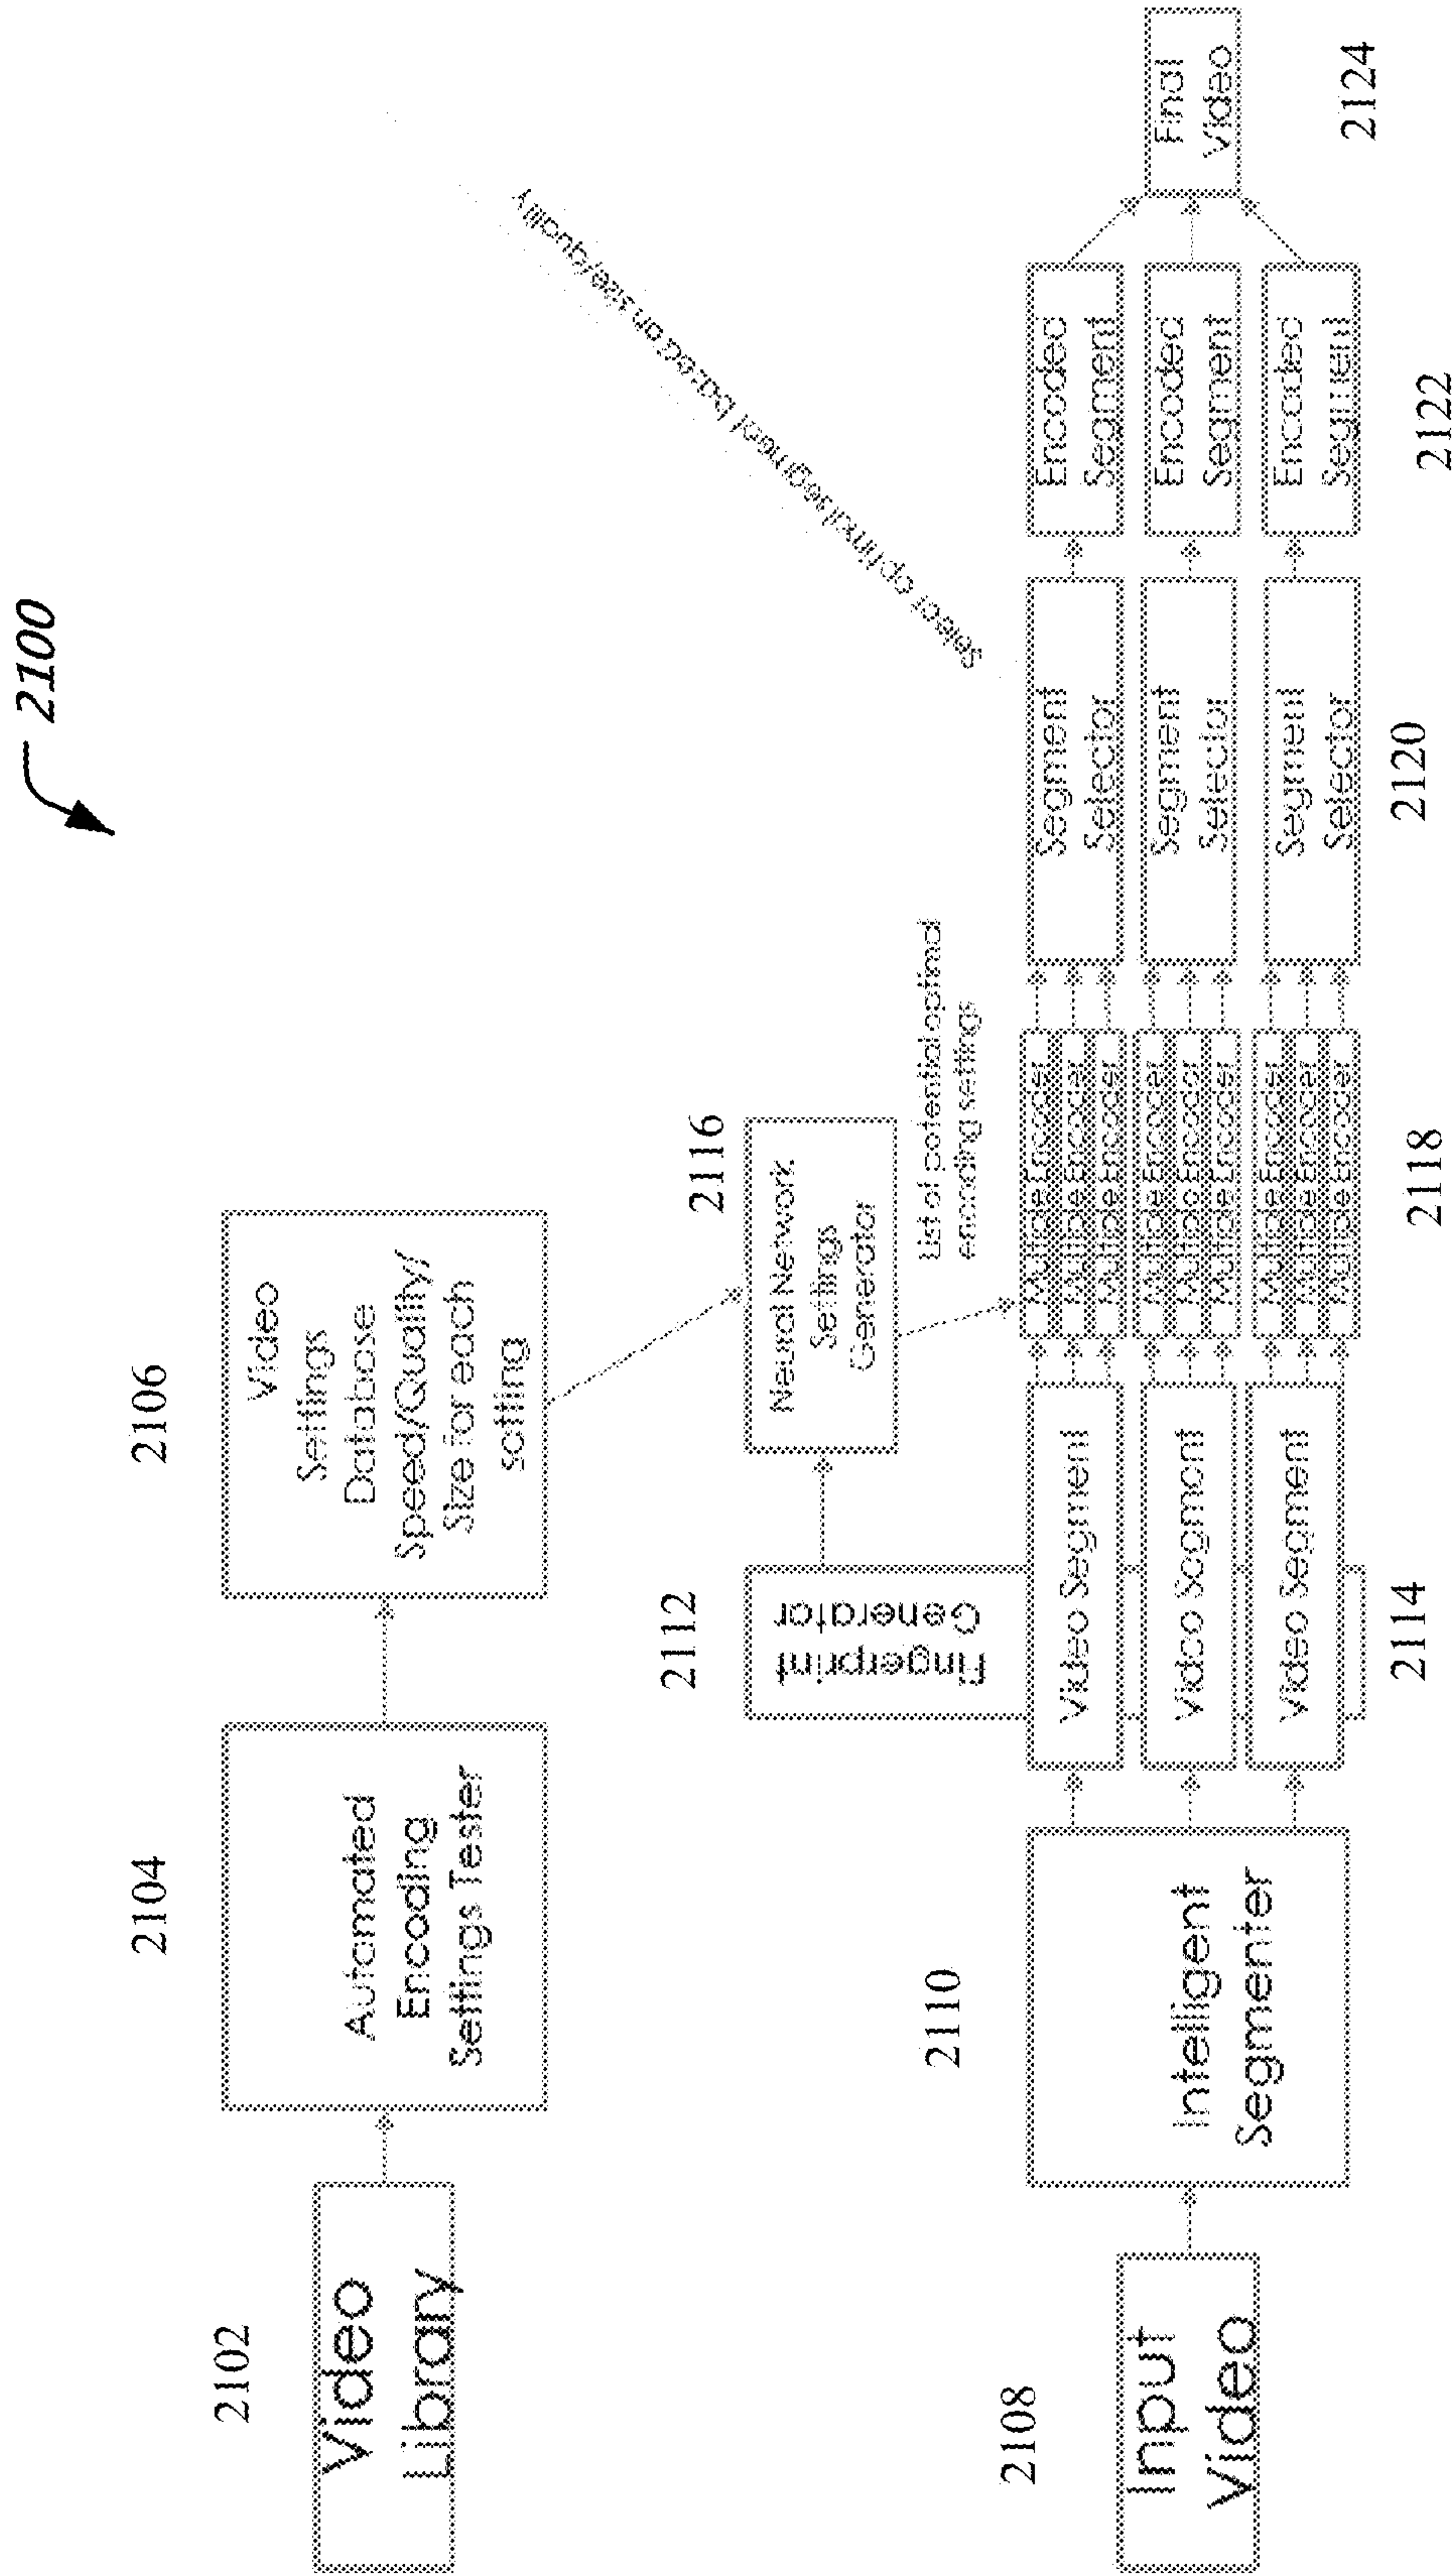 2100
2102
Video
Library
2104
Automated
Encoding
Settings Tester
2106
Video
Settings
Database
Speed/Quality/
Size for each
setting
2108
Input
Video
2110
Intelligent
Segmenter
2112
Fingerprint
Generator
2116
Neural Network
Settings
Generator
List of potential optimal
encoding settings
Select optimal segment based on size/quality
Video Segment
Video Segment
Video Segment
2114
Multiple Encoder
Multiple Encoder
Multiple Encoder
Multiple Encoder
Multiple Encoder
Multiple Encoder
Multiple Encoder
Multiple Encoder
Multiple Encoder
2118
Segment
Selector
Segment
Selector
Segment
Selector
2120
Encoded
Segment
Encoded
Segment
Encoded
Segment
2122
Final
Video
2124